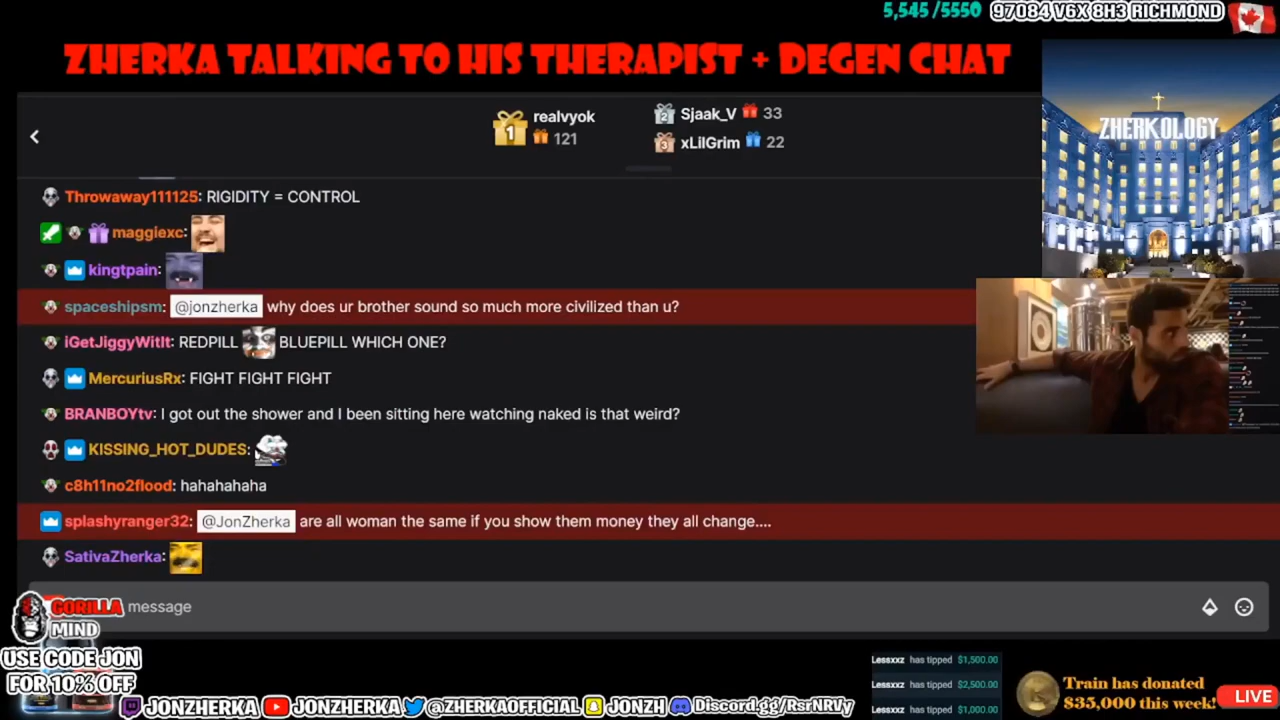 5,545 /5550
97084 V6X 8H3 RICHMOND
ZHERKA TALKING TO HIS THERAPIST + DEGEN CHAT
ZHERKOLOGY
1 realvyok
121
2 Sjaak_V 33
3 xLilGrim 22
Throwaway111125: RIGIDITY = CONTROL
maggiexc:
kingtpain:
spaceshipsm: @jonzherka why does ur brother sound so much more civilized than u?
iGetJiggyWitIt: REDPILL BLUEPILL WHICH ONE?
MercuriusRx: FIGHT FIGHT FIGHT
BRANBOYtv: I got out the shower and I been sitting here watching naked is that weird?
KISSING_HOT_DUDES:
c8h11no2flood: hahahahaha
splashyranger32: @JonZherka are all woman the same if you show them money they all change....
SativaZherka:
message
GORILLA
MIND
USE CODE JON
FOR 10% OFF
JONZHERKA JONZHERKA @ZHERKAOFFICIAL JONZH Discord.gg/RsrNRVy
Lessxxz has tipped $1,500.00
Lessxxz has tipped $2,500.00
Lessxxz has tipped $1,000.00
Train has donated
$35,000 this week!
LIVE